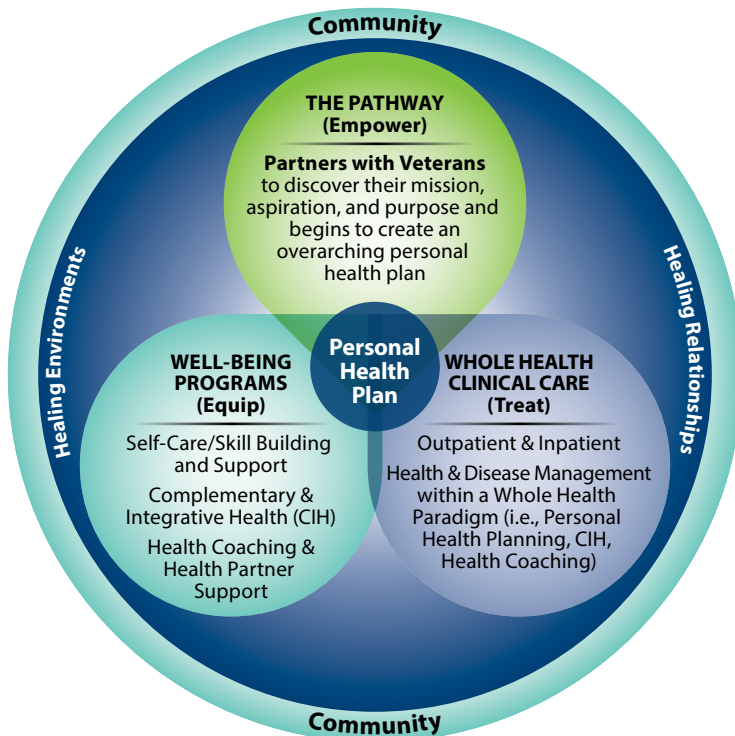 Community
THE PATHWAY
(Empower)
Partners with Veterans
to discover their mission,
aspiration, and purpose and
begins to create an
overarching personal
health plan
Healing Environments
Healing Relationships
Personal
Health
Plan
WELL-BEING
PROGRAMS
(Equip)
Self-Care/Skill Building
and Support
Complementary &
Integrative Health (CIH)
Health Coaching &
Health Partner
Support
WHOLE HEALTH
CLINICAL CARE
(Treat)
Outpatient & Inpatient
Health & Disease Management
within a Whole Health
Paradigm (i.e., Personal
Health Planning, CIH,
Health Coaching)
Community